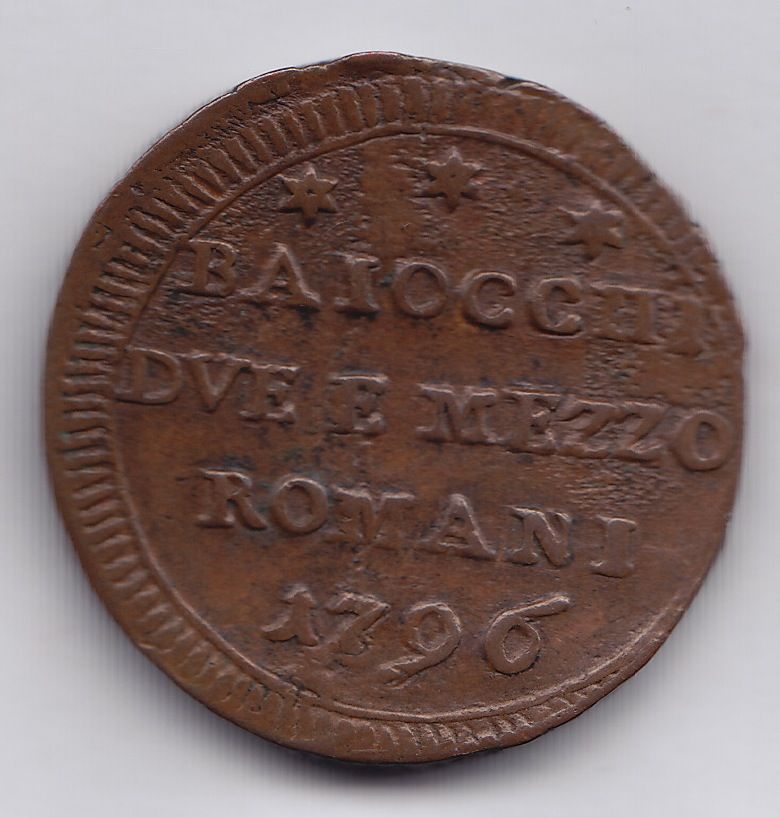 BAIOCCHI
DVE E MEZZO
ROMANI
1796